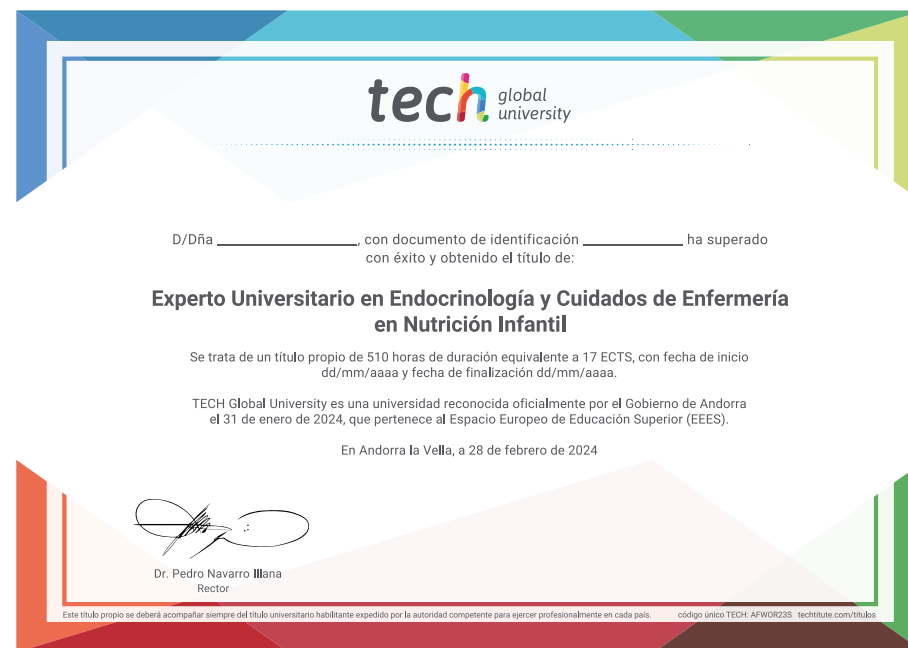 tech global university
D/Dña ____________, con documento de identificación ____________ ha superado
con éxito y obtenido el título de:
Experto Universitario en Endocrinología y Cuidados de Enfermería
en Nutrición Infantil
Se trata de un título propio de 510 horas de duración equivalente a 17 ECTS, con fecha de inicio
dd/mm/aaaa y fecha de finalización dd/mm/aaaa.
TECH Global University es una universidad reconocida oficialmente por el Gobierno de Andorra
el 31 de enero de 2024, que pertenece al Espacio Europeo de Educación Superior (EEES).
En Andorra la Vella, a 28 de febrero de 2024
Dr. Pedro Navarro Illana
Rector
Este título propio se deberá acompañar siempre del título universitario habilitante expedido por la autoridad competente para ejercer profesionalmente en cada país. código único TECH: AFWOR23S techtitute.com/titulos